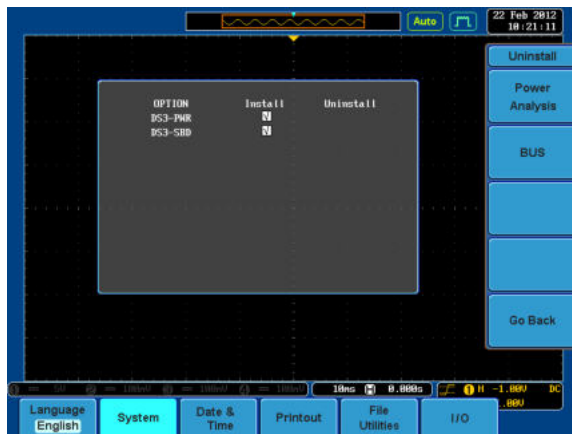 Auto
22 Feb 2012
10:21:11
Uninstall
Power
Analysis
BUS
Go Back
OPTION Install Uninstall
DS3-PWR
DS3-SBD
10ms 0.000s
1 H -1.00V DC
Language
English
System
Date &
Time
Printout
File
Utilities
I/O